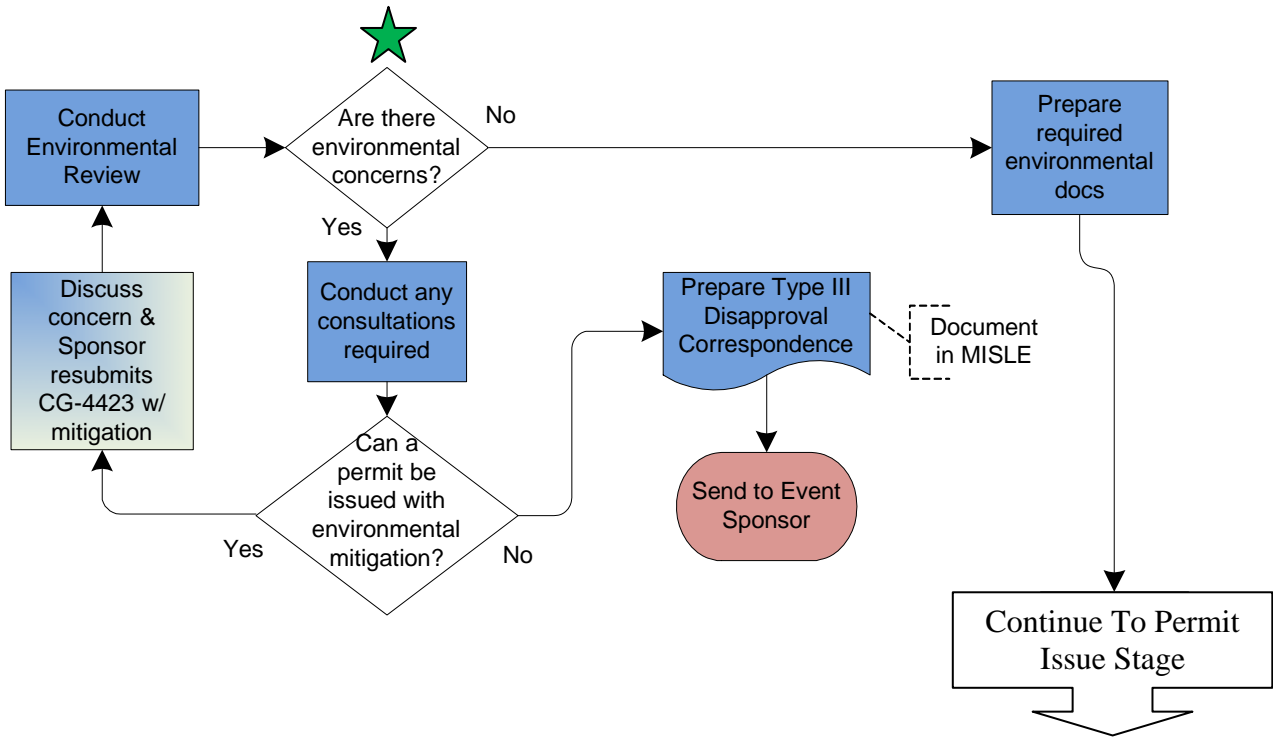 Conduct
Environmental
Review
Are there
environmental
concerns?
No
Prepare
required
environmental
docs
Yes
Discuss
concern &
Sponsor
resubmits
CG-4423 w/
mitigation
Conduct any
consultations
required
Prepare Type III
Disapproval
Correspondence
Document
in MISLE
Can a
permit be
issued with
environmental
mitigation?
Yes
No
Send to Event
Sponsor
Continue To Permit
Issue Stage